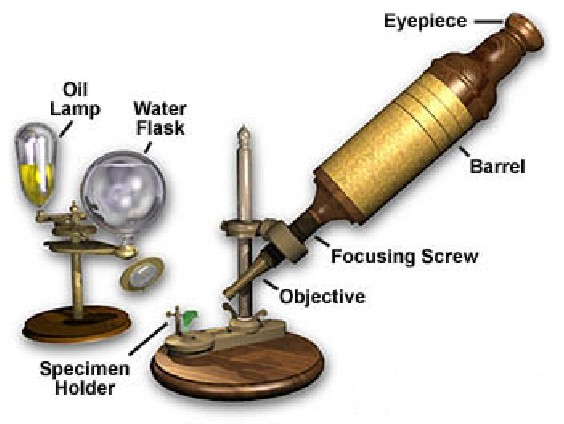 Eyepiece
Oil
Lamp
Water
Flask
Barrel
Focusing Screw
Objective
Specimen
Holder